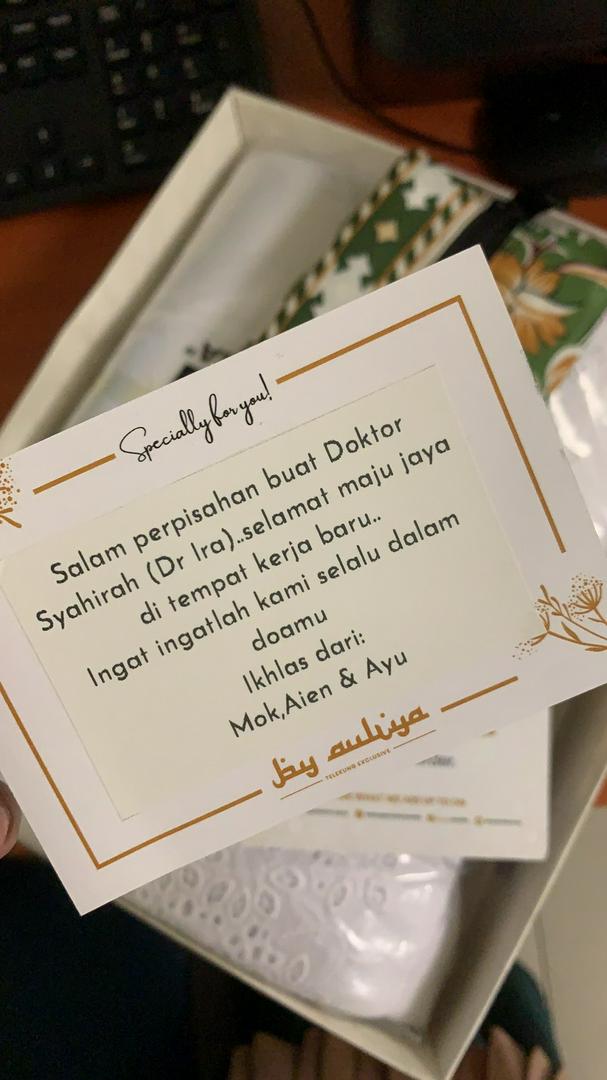 Specially for you!
Salam perpisahan buat Doktor
Syahirah (Dr Ira)..selamat maju jaya
di tempat kerja baru..
Ingat ingatlah kami selalu dalam
doamu
Ikhlas dari:
Mok,Aien & Ayu
by auliya
TELEKUNG EXCLUSIVE